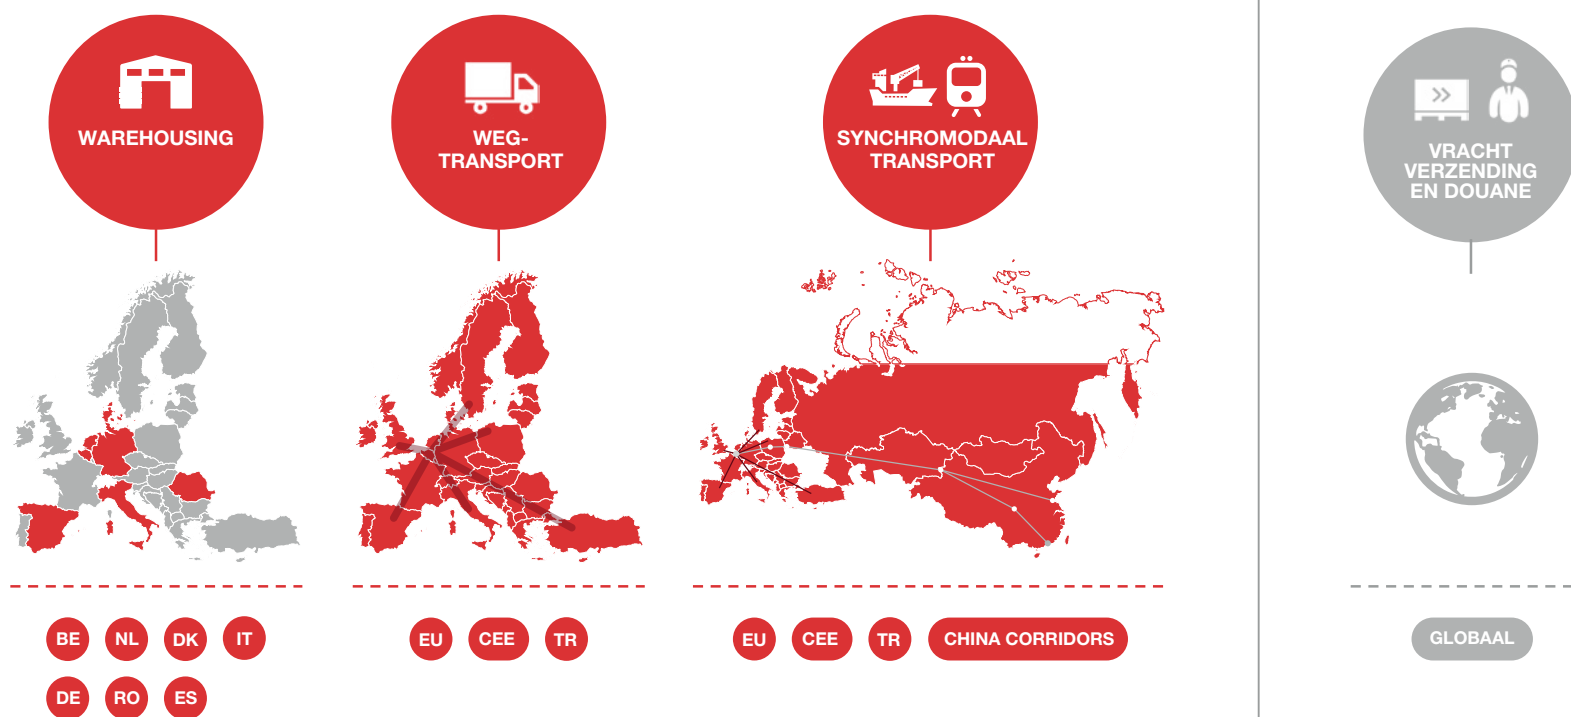 WAREHOUSING
WEG-
TRANSPORT
SYNCHROMODAAL
TRANSPORT
VRACHT
VERZENDING
EN DOUANE
BE NL DK IT
DE RO ES
EU CEE TR
EU CEE TR CHINA CORRIDORS
GLOBAAL